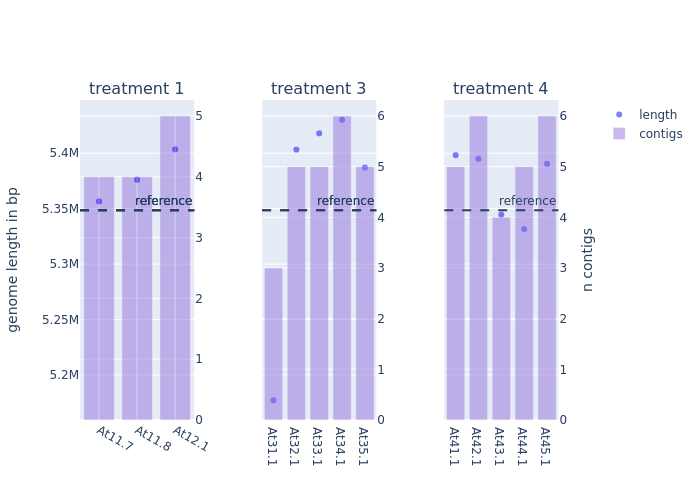 treatment 1
treatment 3
treatment 4
length
contigs
genome length in bp
5.4M
5.35M
5.3M
5.25M
5.2M
reference
5
4
3
2
1
0
At11.7
At11.8
At12.1
reference
6
5
4
3
2
1
0
At31.1
At32.1
At33.1
At34.1
At35.1
reference
6
5
4
3
2
1
0
n contigs
At41.1
At42.1
At43.1
At44.1
At45.1